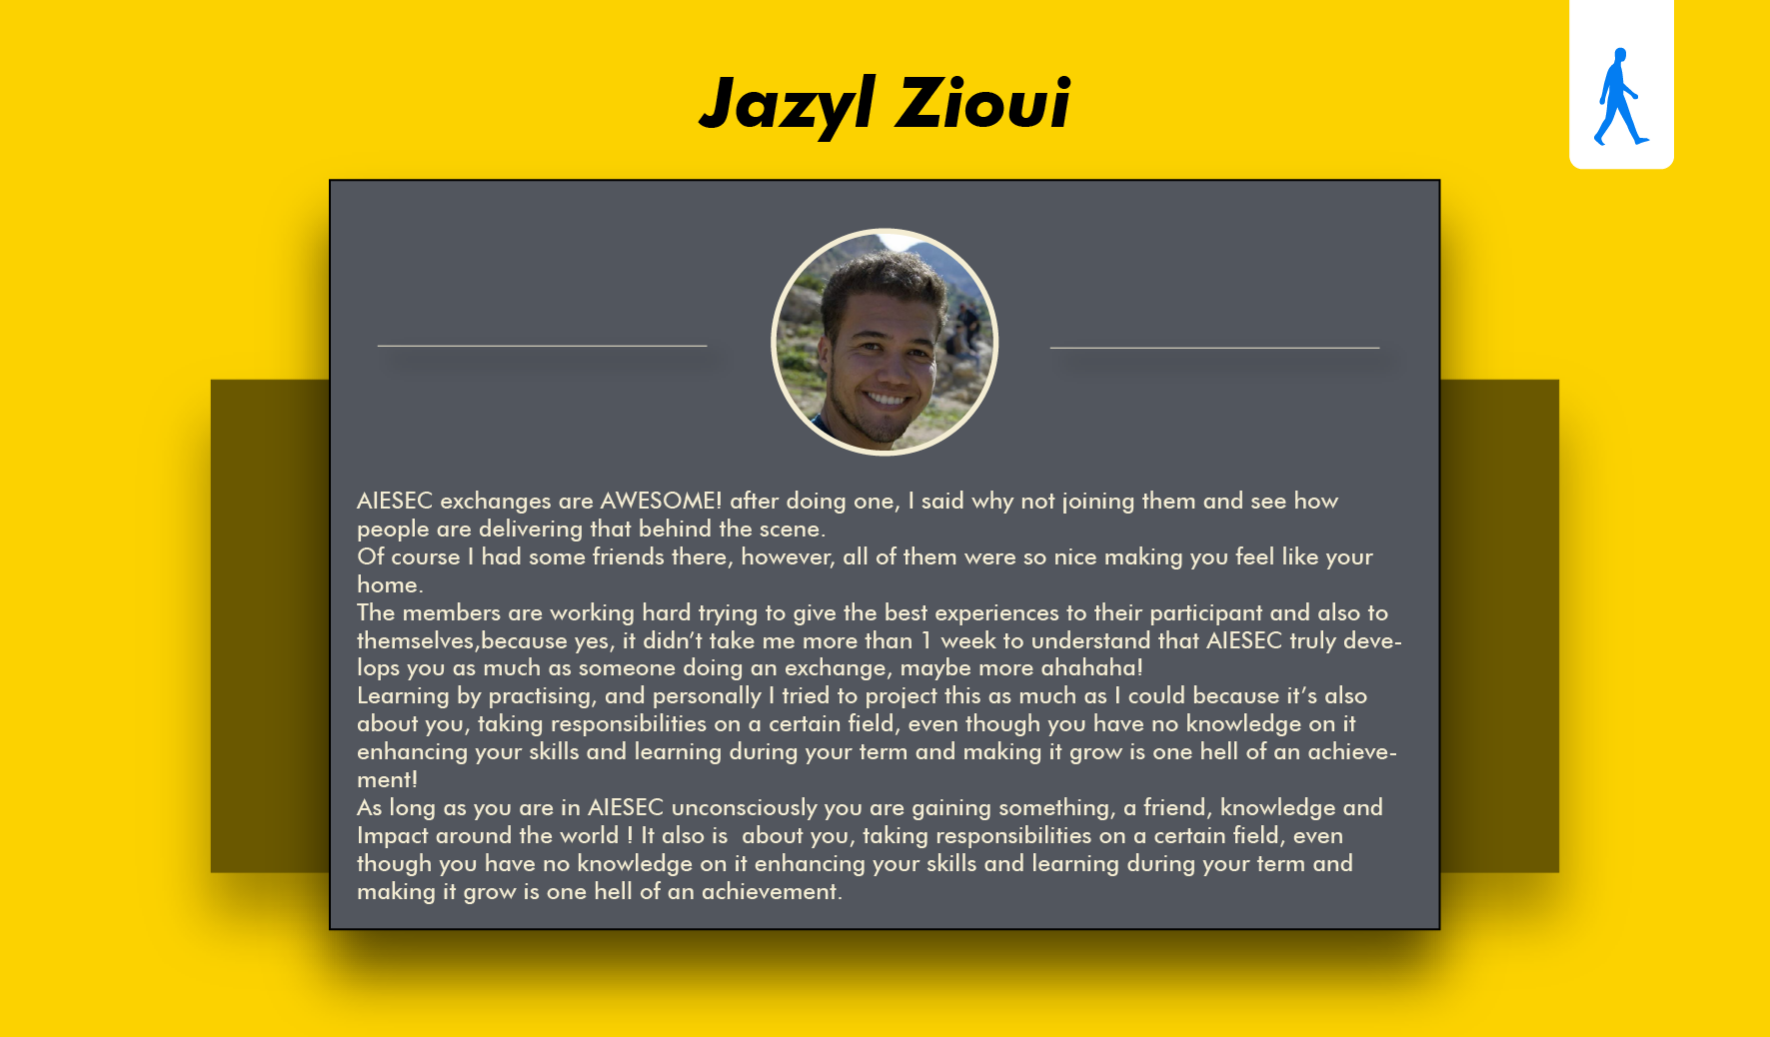 Jazyl Zioui
AIESEC exchanges are AWESOME! after doing one, I said why not joining them and see how
people are delivering that behind the scene.
Of course I had some friends there, however, all of them were so nice making you feel like your
home.
The members are working hard trying to give the best experiences to their participant and also to
themselves,because yes, it didn’t take me more than 1 week to understand that AIESEC truly deve-
lops you as much as someone doing an exchange, maybe more ahahaha!
Learning by practising, and personally I tried to project this as much as I could because it’s also
about you, taking responsibilities on a certain field, even though you have no knowledge on it
enhancing your skills and learning during your term and making it grow is one hell of an achieve-
ment!
As long as you are in AIESEC unconsciously you are gaining something, a friend, knowledge and
Impact around the world ! It also is  about you, taking responsibilities on a certain field, even
though you have no knowledge on it enhancing your skills and learning during your term and
making it grow is one hell of an achievement.